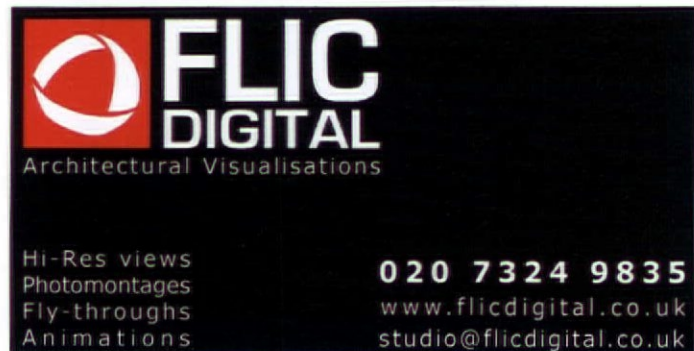 FLIC
DIGITAL
Architectural Visualisations
Hi-Res views
Photomontages
Fly-throughs
Animations
020 7324 9835
www.flicdigital.co.uk
studio@flicdigital.co.uk